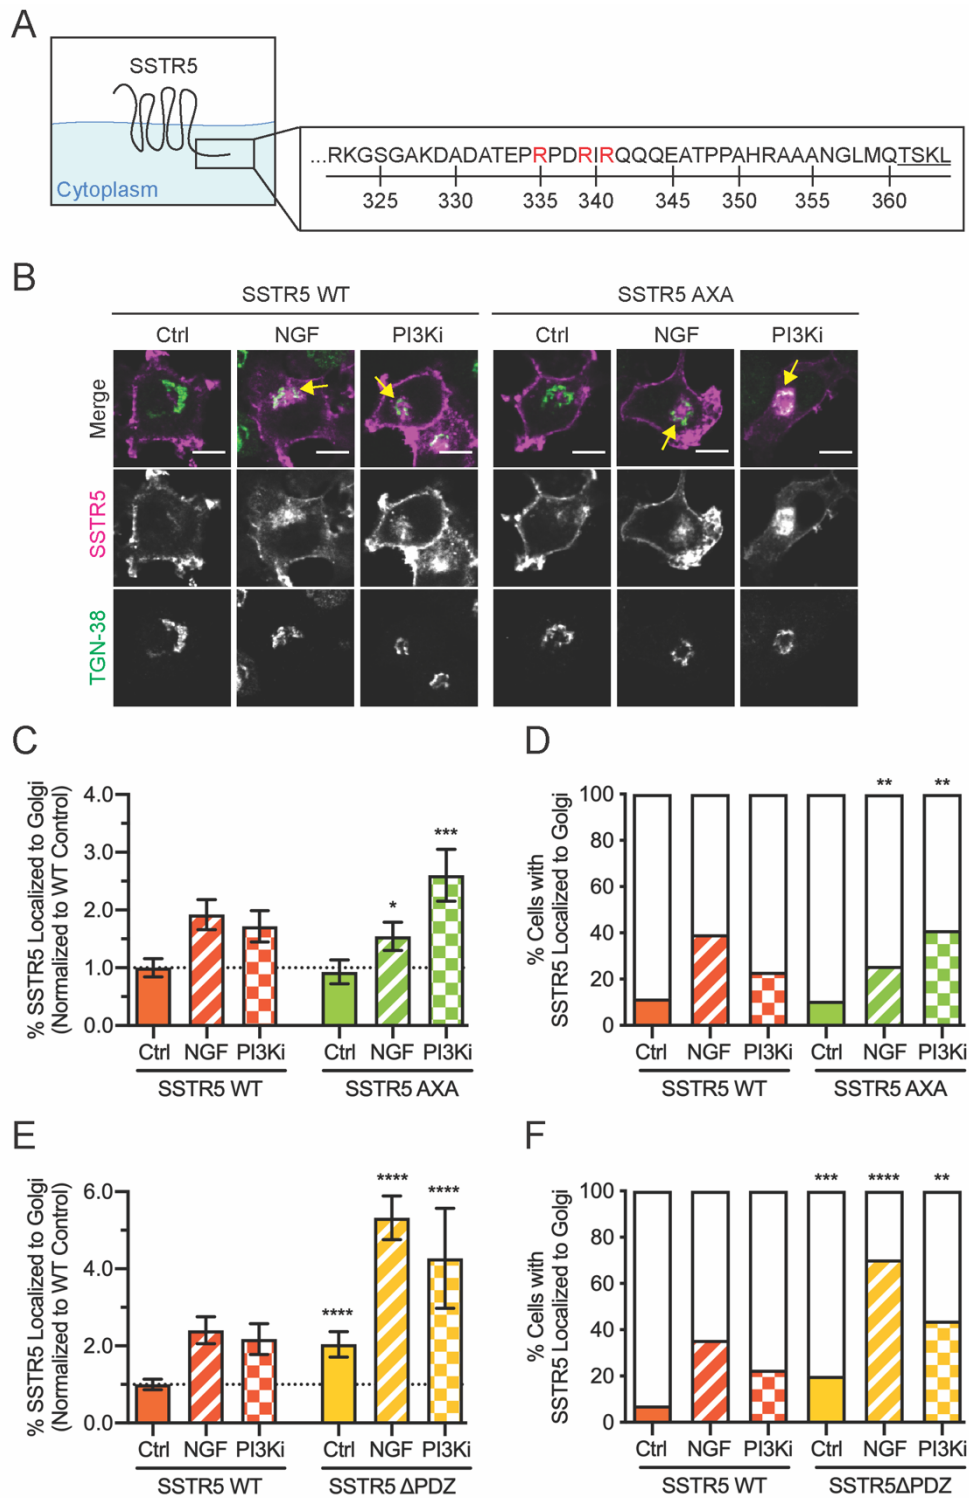 A
SSTR5
Cytoplasm
...RKGSGAKDADATEPRPDRIRQQQEATPPAHRAAANGLMQTSKL
325 330 335 340 345 350 355 360
B
SSTR5 WT SSTR5 AXA
Ctrl NGF PI3Ki Ctrl NGF PI3Ki
Merge
SSTR5
TGN-38
C
% SSTR5 Localized to Golgi
(Normalized to WT Control)
4.0
3.0
2.0
1.0
0.0
* ***
Ctrl NGF PI3Ki Ctrl NGF PI3Ki
SSTR5 WT SSTR5 AXA
D
% Cells with
SSTR5 Localized to Golgi
100
80
60
40
20
0
** **
Ctrl NGF PI3Ki Ctrl NGF PI3Ki
SSTR5 WT SSTR5 AXA
E
% SSTR5 Localized to Golgi
(Normalized to WT Control)
6.0
4.0
2.0
0.0
**** **** ****
Ctrl NGF PI3Ki Ctrl NGF PI3Ki
SSTR5 WT SSTR5 ΔPDZ
F
% Cells with
SSTR5 Localized to Golgi
100
80
60
40
20
0
*** **** **
Ctrl NGF PI3Ki Ctrl NGF PI3Ki
SSTR5 WT SSTR5ΔPDZ